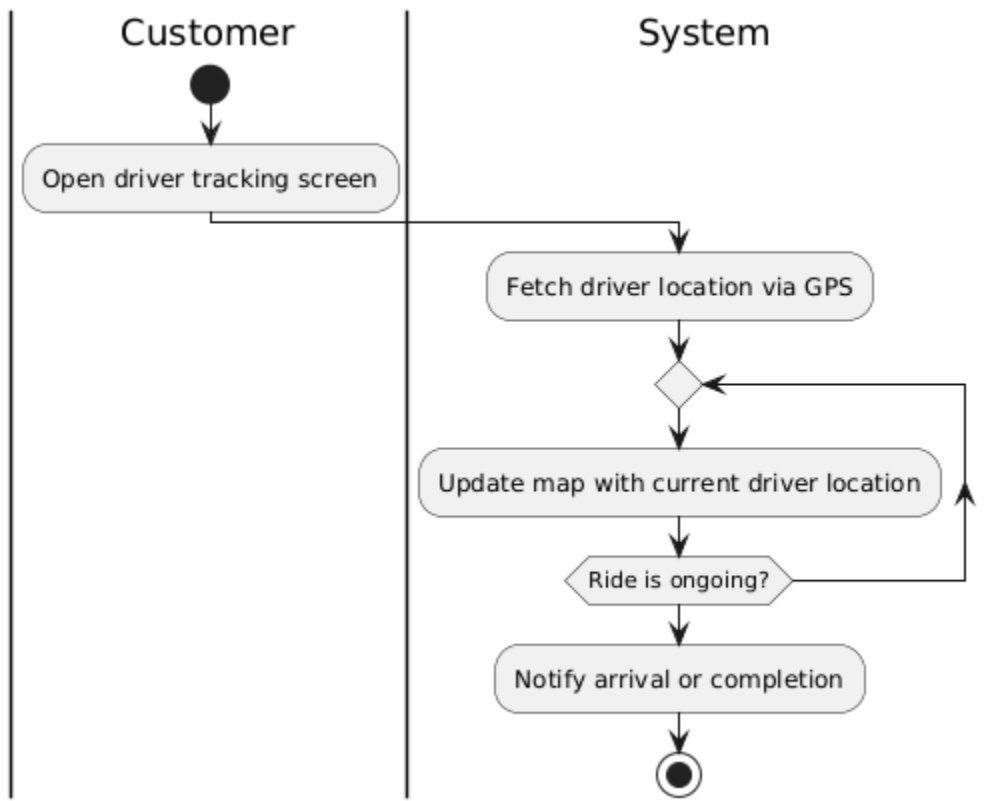 Customer
System
Open driver tracking screen
Fetch driver location via GPS
Update map with current driver location
Ride is ongoing?
Notify arrival or completion